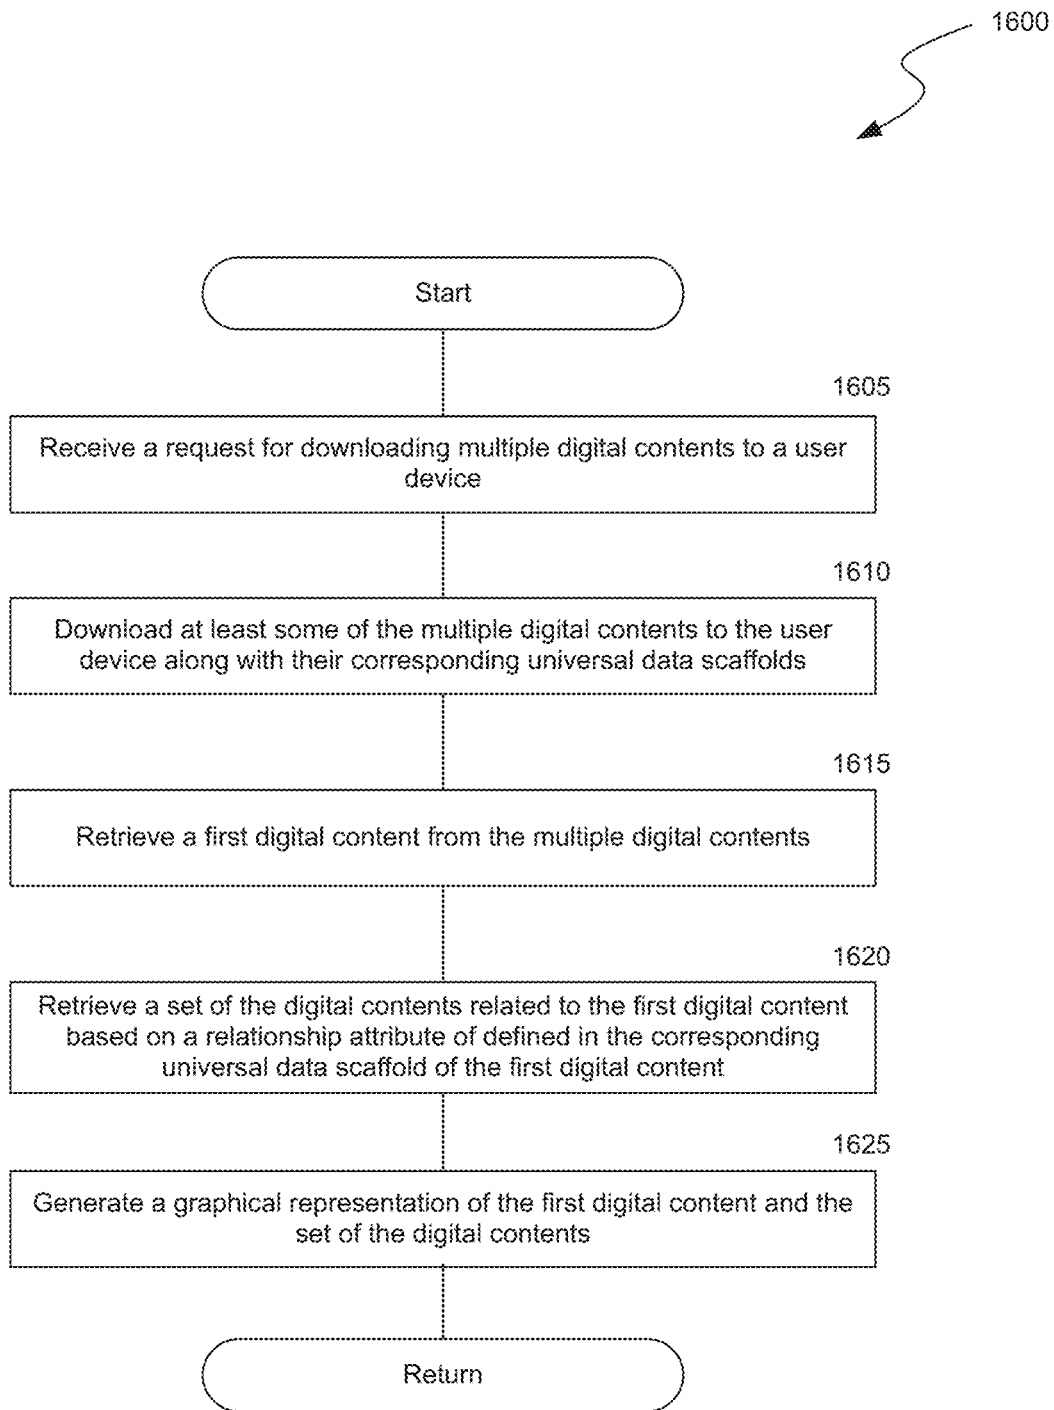 1600
Start
1605
Receive a request for downloading multiple digital contents to a user
device
1610
Download at least some of the multiple digital contents to the user
device along with their corresponding universal data scaffolds
1615
Retrieve a first digital content from the multiple digital contents
1620
Retrieve a set of the digital contents related to the first digital content
based on a relationship attribute of defined in the corresponding
universal data scaffold of the first digital content
1625
Generate a graphical representation of the first digital content and the
set of the digital contents
Return